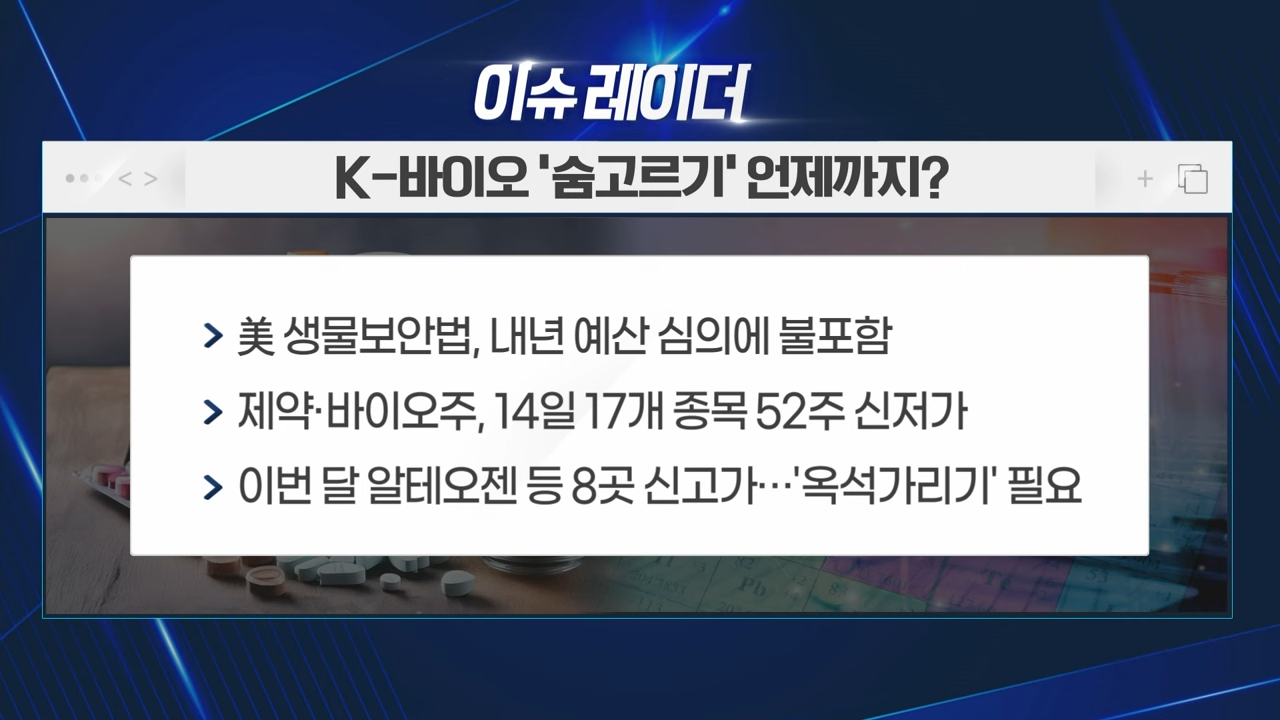 이슈 레이더
K-바이오 '숨고르기' 언제까지?
美 생물보안법, 내년 예산 심의에 불포함
제약·바이오주, 14일 17개 종목 52주 신저가
이번 달 알테오젠 등 8곳 신고가…'옥석가리기' 필요
Pb